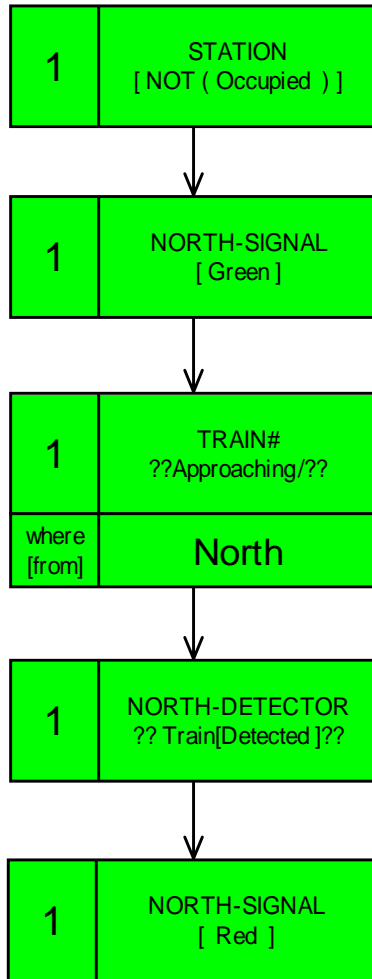 1
STATION
[ NOT ( Occupied ) ]
1
NORTH-SIGNAL
[ Green ]
1
TRAIN#
??Approaching/??
where
[from]
North
1
NORTH-DETECTOR
?? Train[Detected ]??
1
NORTH-SIGNAL
[ Red ]